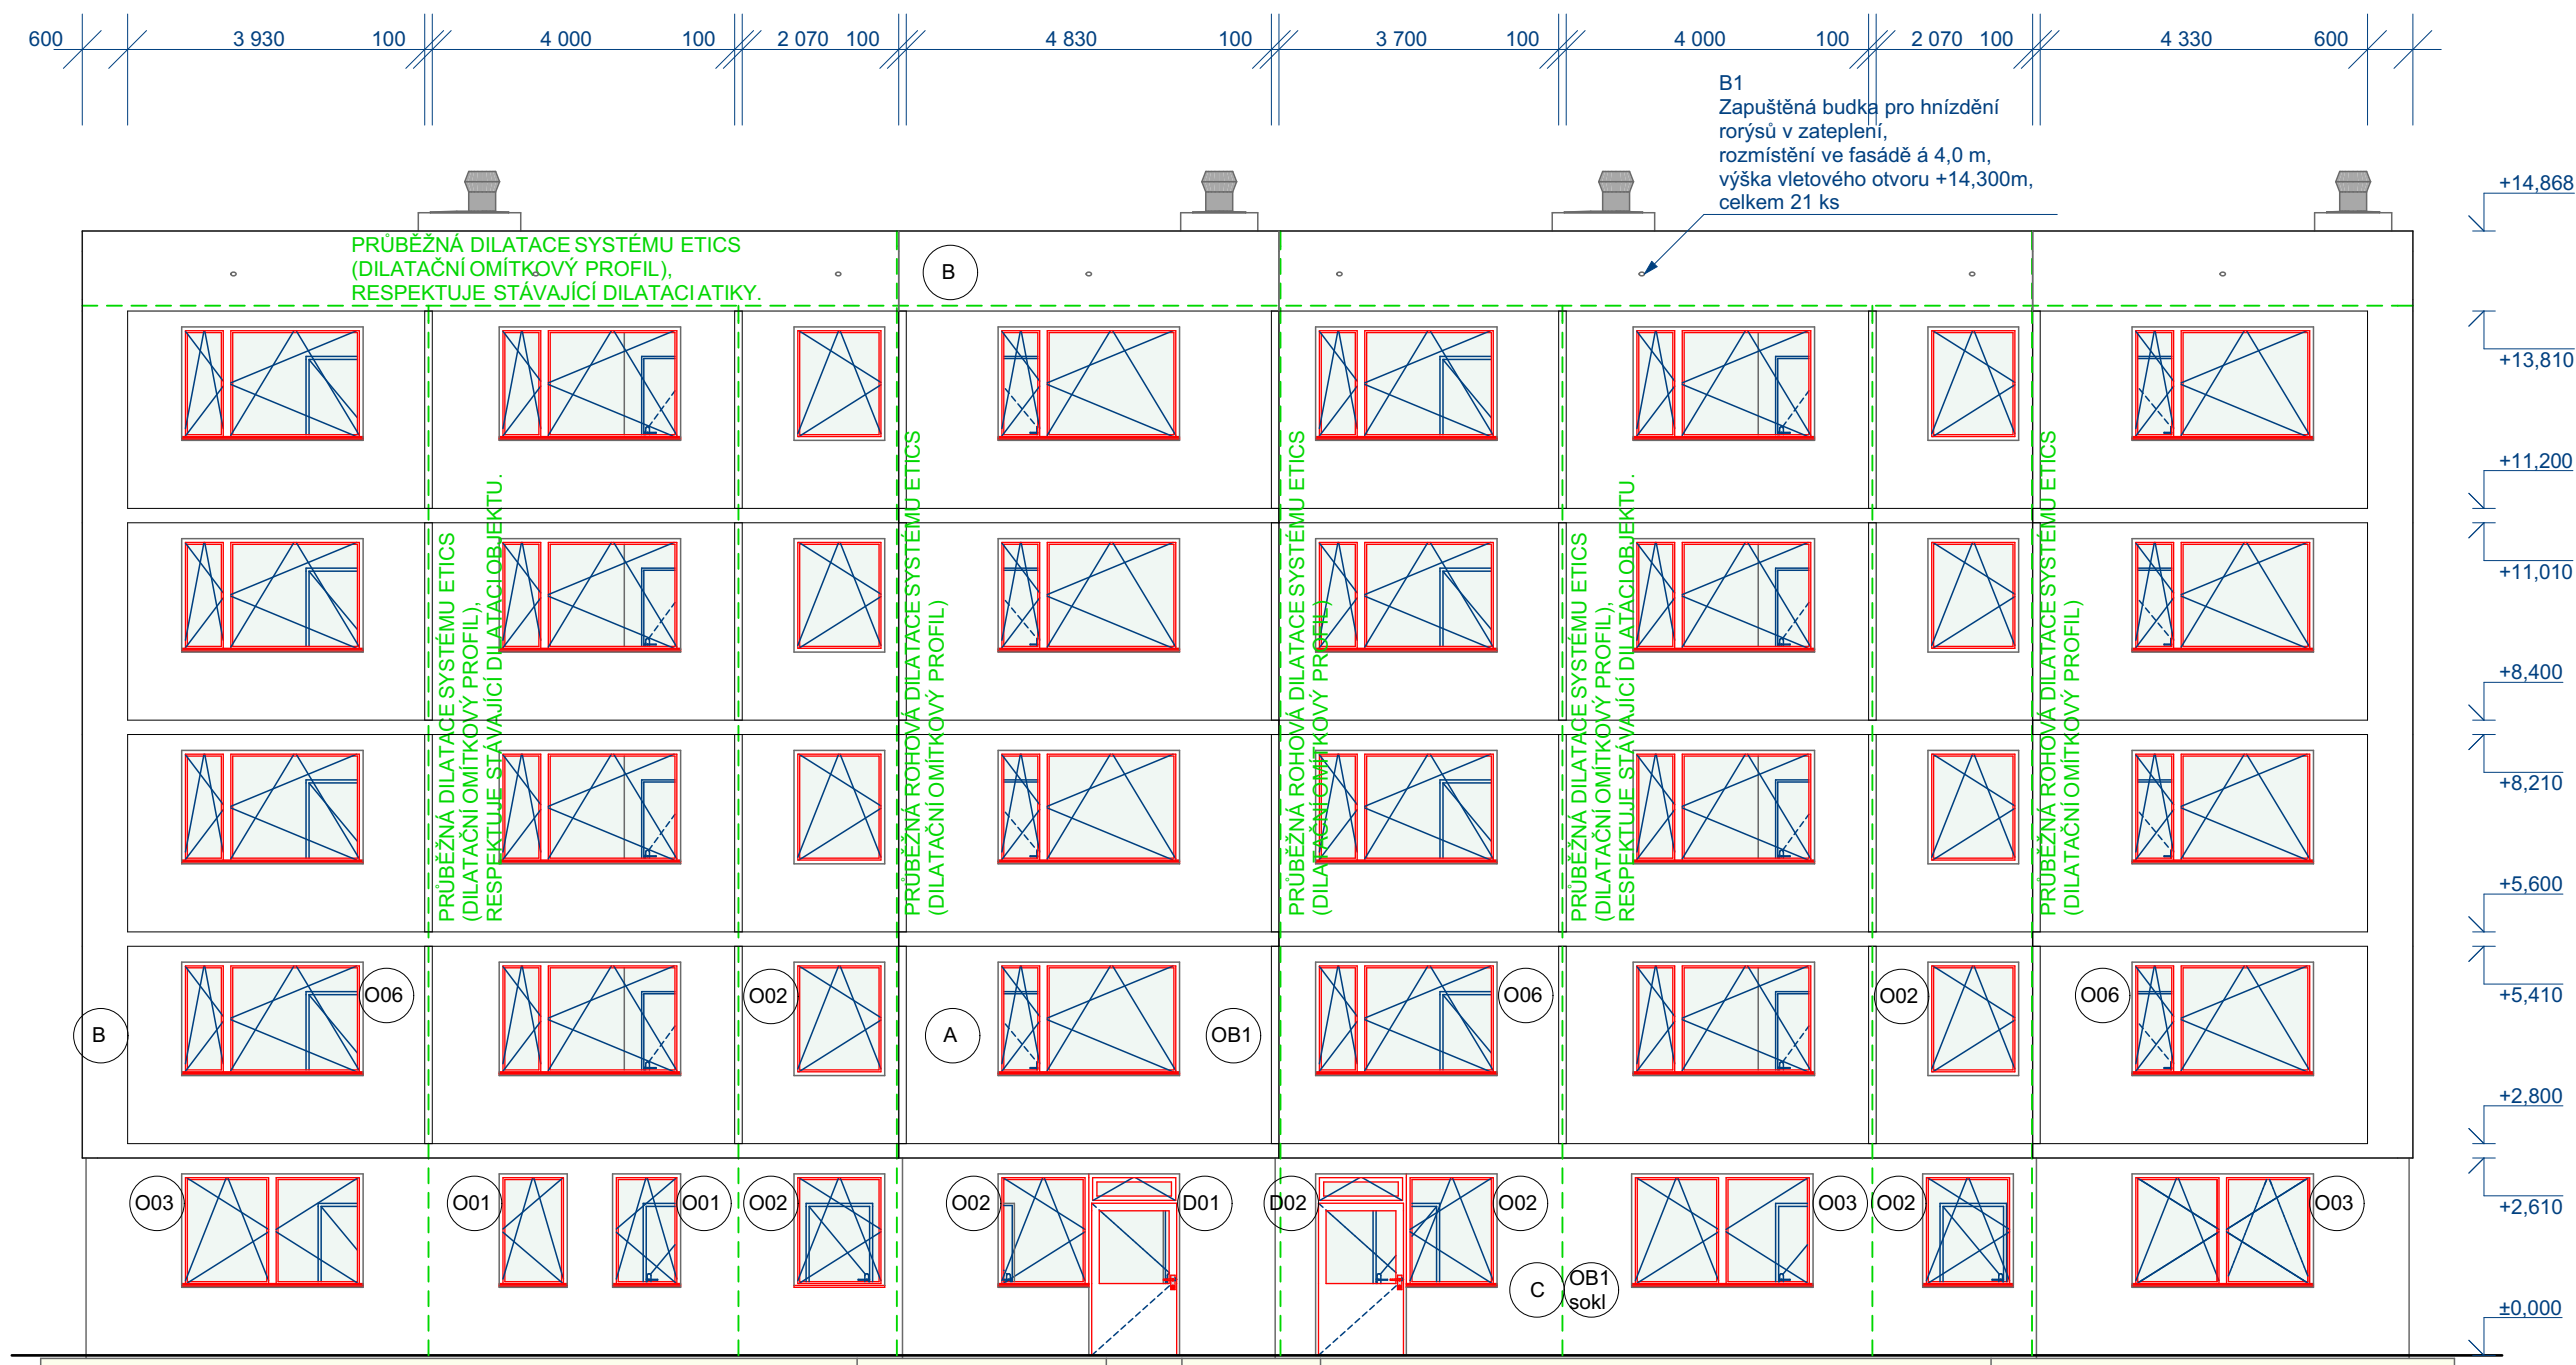 600 3 930 100 4 000 100 2 070 100 4 830 100 3 700 100 4 000 100 2 070 100 4 330 600
B1
Zapuštěná budka pro hnízdění
rorýsů v zateplení,
rozmístění ve fasádě á 4,0 m,
výška vletového otvoru +14,300m,
celkem 21 ks
+14,868
PRŮBĚŽNÁ DILATACE SYSTÉMU ETICS
(DILATAČNÍ OMÍTKOVÝ PROFIL),
RESPEKTUJE STÁVAJÍCÍ DILATACI ATIKY.
B
+13,810
+11,200
+11,010
+8,400
+8,210
+5,600
+5,410
+2,800
+2,610
±0,000
PRŮBĚŽNÁ DILATACE SYSTÉMU ETICS
(DILATAČNÍ OMÍTKOVÝ PROFIL),
RESPEKTUJE STÁVAJÍCÍ DILATACI OBJEKTU.
PRŮBĚŽNÁ ROHOVÁ DILATACE SYSTÉMU ETICS
(DILATAČNÍ OMÍTKOVÝ PROFIL)
PRŮBĚŽNÁ ROHOVÁ DILATACE SYSTÉMU ETICS
(DILATAČNÍ OMÍTKOVÝ PROFIL)
PRŮBĚŽNÁ DILATACE SYSTÉMU ETICS
(DILATAČNÍ OMÍTKOVÝ PROFIL),
RESPEKTUJE STÁVAJÍCÍ DILATACI OBJEKTU.
PRŮBĚŽNÁ ROHOVÁ DILATACE SYSTÉMU ETICS
(DILATAČNÍ OMÍTKOVÝ PROFIL)
O06 O02 O06 O02 O06
B A OB1
O03 O01 O01 O02 O02 D01 D02 O02 O03 O02 O03
C OB1
sokl